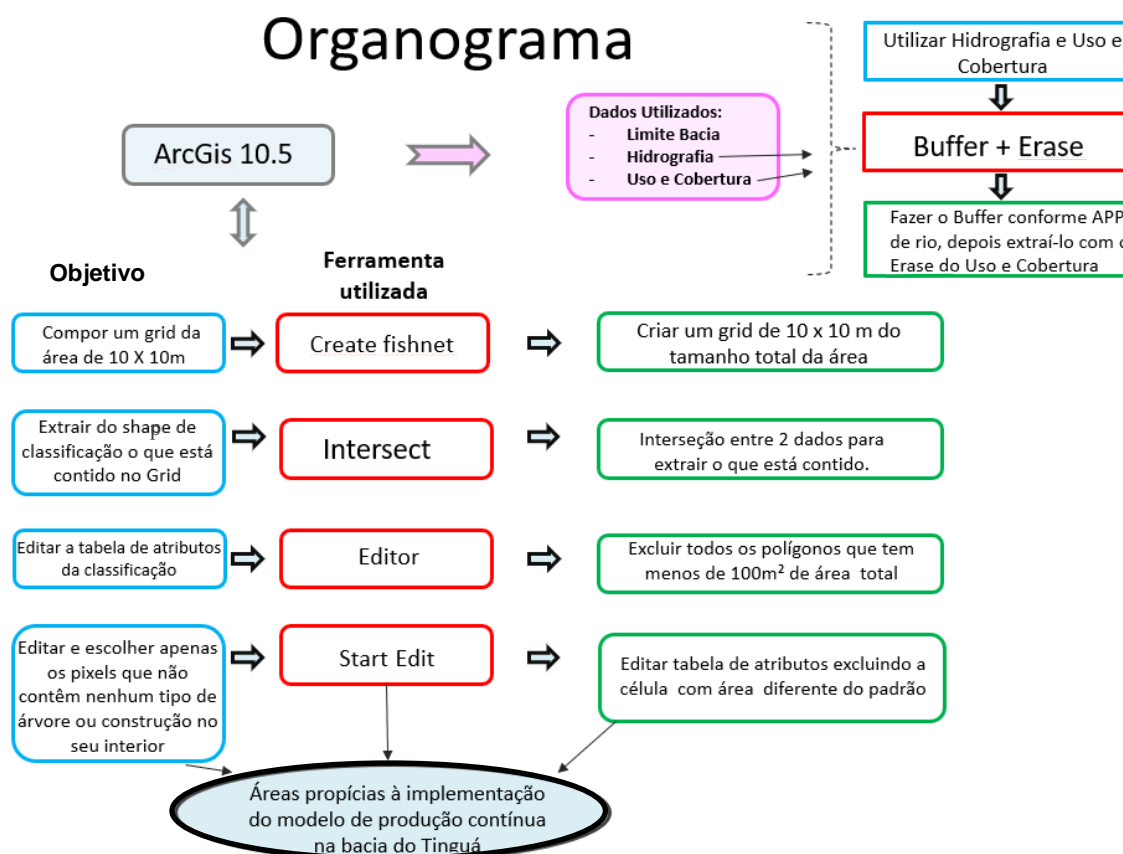 Organograma
ArcGis 10.5
Dados Utilizados:
- Limite Bacia
- Hidrografia
- Uso e Cobertura
Utilizar Hidrografia e Uso e
Cobertura
Buffer + Erase
Fazer o Buffer conforme APP
de rio, depois extraí-lo com o
Erase do Uso e Cobertura
Objetivo
Ferramenta
utilizada
Compor um grid da
área de 10 X 10m
Create fishnet
Criar um grid de 10 x 10 m do
tamanho total da área
Extrair do shape de
classificação o que está
contido no Grid
Intersect
Interseção entre 2 dados para
extrair o que está contido.
Editar a tabela de atributos
da classificação
Editor
Excluir todos os polígonos que tem
menos de 100m² de área total
Editar e escolher apenas
os pixels que não
contêm nenhum tipo de
árvore ou construção no
seu interior
Start Edit
Editar tabela de atributos excluindo a
célula com área diferente do padrão
Áreas propícias à implementação
do modelo de produção contínua
na bacia do Tinguá